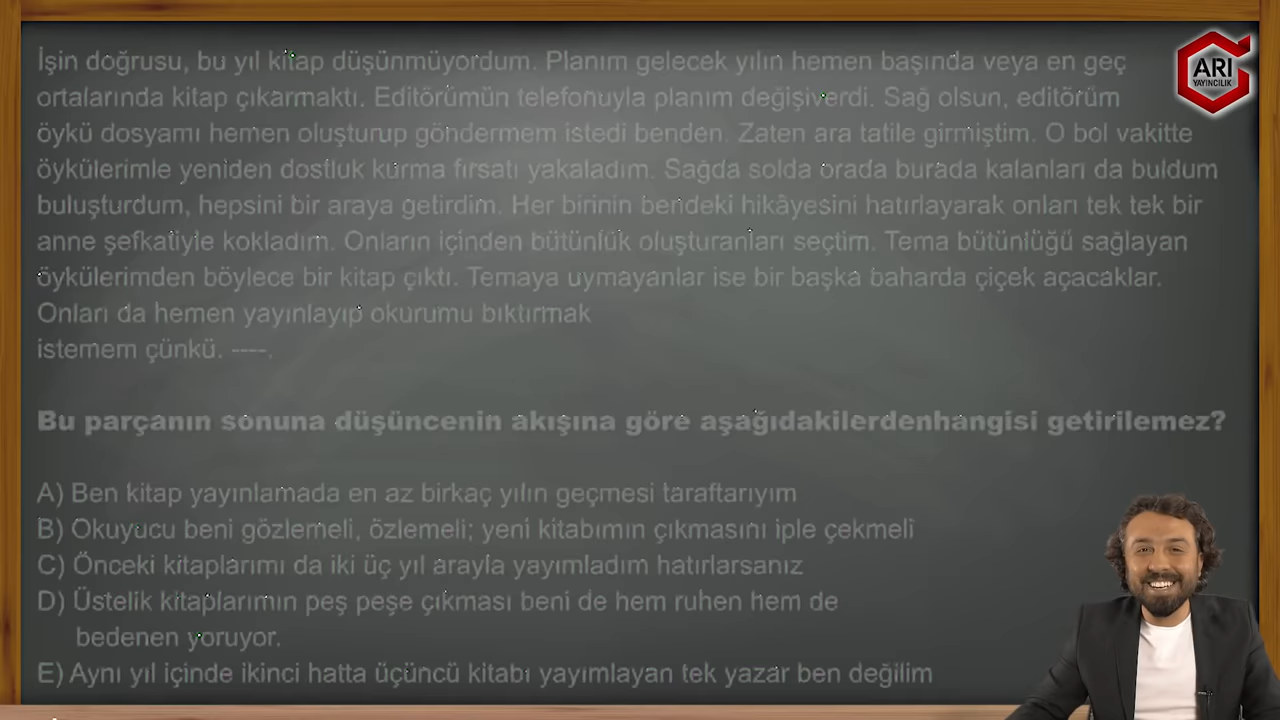 İşin doğrusu, bu yıl kitap düşünmüyordum. Planım gelecek yılın hemen başında veya en geç
ortalarında kitap çıkarmaktı. Editörümün telefonuyla planım değişiverdi. Sağ olsun, editörüm
öykü dosyamı hemen oluşturup göndermem istedi benden. Zaten ara tatile girmiştim. O bol vakitte
öykülerimle yeniden dostluk kurma fırsatı yakaladım. Sağda solda orada burada kalanları da buldum
buluşturdum, hepsini bir araya getirdim. Her birinin bendeki hikâyesini hatırlayarak onları tek tek bir
anne şefkatiyle kokladım. Onların içinden bütünlük oluşturanları seçtim. Tema bütünlüğü sağlayan
öykülerimden böylece bir kitap çıktı. Temaya uymayanlar ise bir başka baharda çiçek açacaklar.
Onları da hemen yayınlayıp okurumu bıktırmak
istemem çünkü. ----.
Bu parçanın sonuna düşüncenin akışına göre aşağıdakilerdenhangisi getirilemez?
A) Ben kitap yayınlamada en az birkaç yılın geçmesi taraftarıyım
B) Okuyucu beni gözlemeli, özlemeli; yeni kitabımın çıkmasını iple çekmeli
C) Önceki kitaplarımı da iki üç yıl arayla yayımladım hatırlarsanız
D) Üstelik kitaplarımın peş peşe çıkması beni de hem ruhen hem de
bedenen yoruyor.
E) Aynı yıl içinde ikinci hatta üçüncü kitabı yayımlayan tek yazar ben değilim
ARI
YAYINCILIK